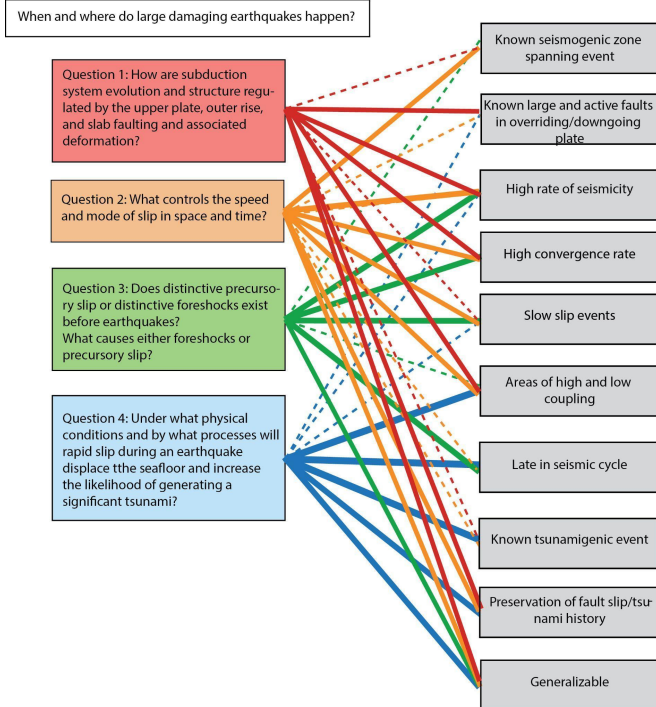 When and where do large damaging earthquakes happen?
Question 1: How are subduction
system evolution and structure regu-
lated by the upper plate, outer rise,
and slab faulting and associated
deformation?
Question 2: What controls the speed
and mode of slip in space and time?
Question 3: Does distinctive precurso-
ry slip or distinctive foreshocks exist
before earthquakes?
What causes either foreshocks or
precursory slip?
Question 4: Under what physical
conditions and by what processes will
rapid slip during an earthquake
displace tthe seafloor and increase
the likelihood of generating a
significant tsunami?
Known seismogenic zone
spanning event
Known large and active faults
in overriding/downgoing
plate
High rate of seismicity
High convergence rate
Slow slip events
Areas of high and low
coupling
Late in seismic cycle
Known tsunamigenic event
Preservation of fault slip/tsu-
nami history
Generalizable